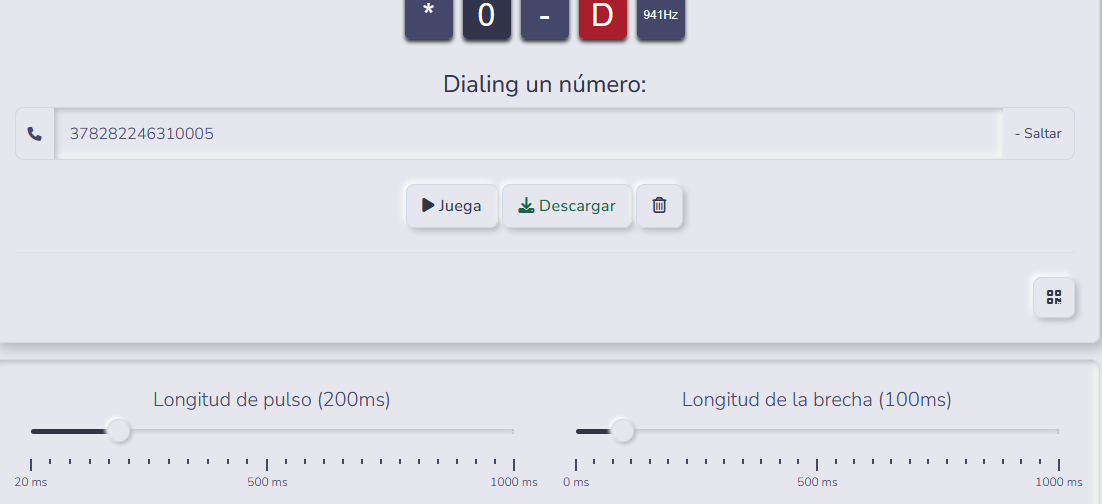 * 0 - D 941Hz
Dialing un número:
378282246310005 - Saltar
Juega Descargar
Longitud de pulso (200ms) Longitud de la brecha (100ms)
20 ms 500 ms 1000 ms 0 ms 500 ms 1000 ms